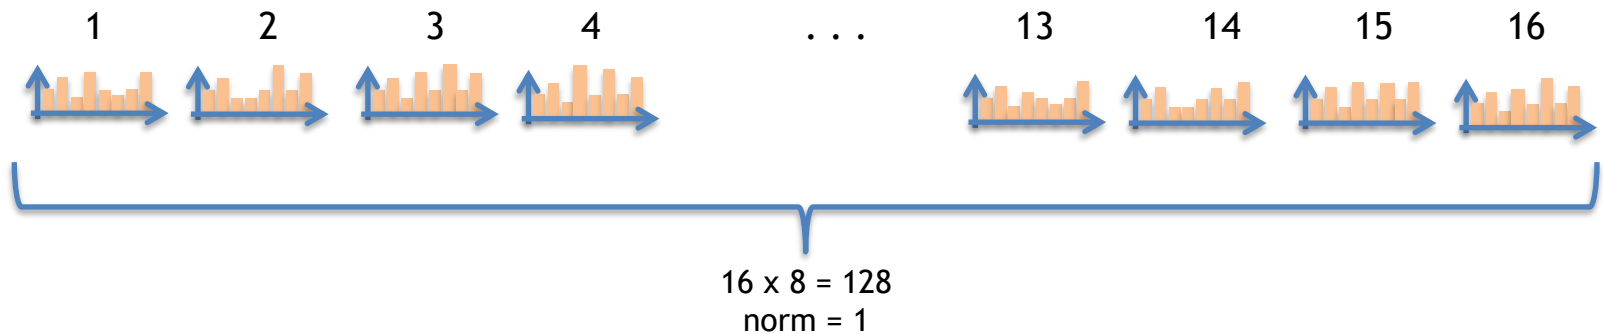 1 2 3 4 . . . 13 14 15 16
16 x 8 = 128
norm = 1